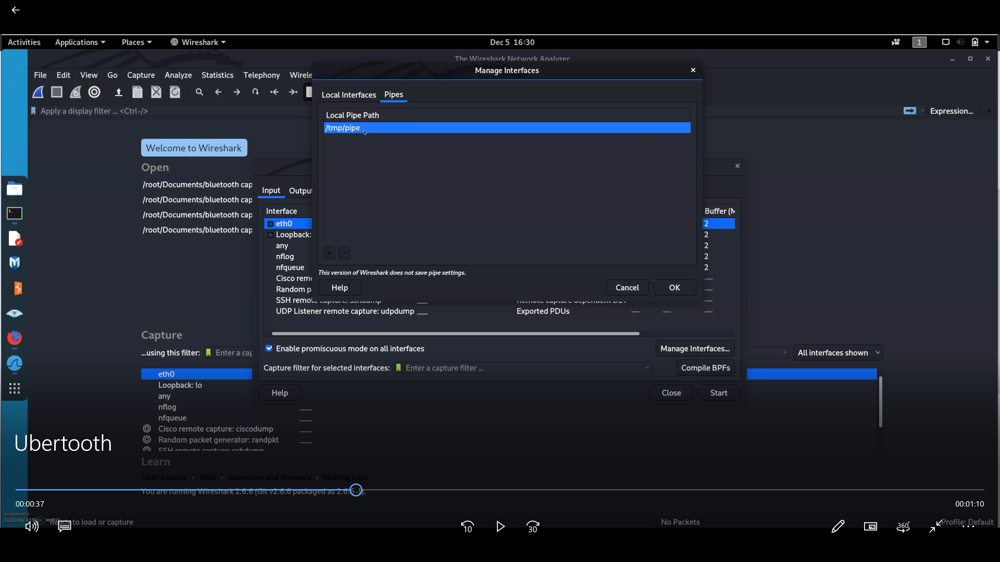 Activities Applications Places Wireshark Dec 5 16:30 1
The Wireshark Network Analyzer
Manage Interfaces
File Edit View Go Capture Analyze Statistics Telephony Wirele
Local Interfaces Pipes
Apply a display filter ... <Ctrl-/> Expression... +
Local Pipe Path
/tmp/pipe
Welcome to Wireshark
Open
/root/Documents/bluetooth cap
/root/Documents/bluetooth cap
/root/Documents/bluetooth cap
/root/Documents/bluetooth cap
Input Output
Interface Buffer (M
eth0 2
Loopback: 2
any 2
nflog 2
nfqueue 2
Cisco remo
Random p
SSH remote capture: sshdump Remote capture dependent DLT
UDP Listener remote capture: udpdump Exported PDUs
This version of Wireshark does not save pipe settings.
Help Cancel OK
Enable promiscuous mode on all interfaces Manage Interfaces...
Capture filter for selected interfaces: Enter a capture filter ... Compile BPFs
Help Close Start
Capture
...using this filter: Enter a cap All interfaces shown
eth0
Loopback: lo
any
nflog
nfqueue
Cisco remote capture: ciscodump
Random packet generator: randpkt
SSH remote capture: sshdump
Ubertooth
Learn
User's Guide · Wiki · Questions and Answers · Mailing Lists
You are running Wireshark 2.6.6 (Git v2.6.6 packaged as 2.6.6-1).
00:00:37 00:01:10
RECORDED WITH
SCREENCAST MATIC
Ready to load or capture No Packets Profile: Default
10 30 360°